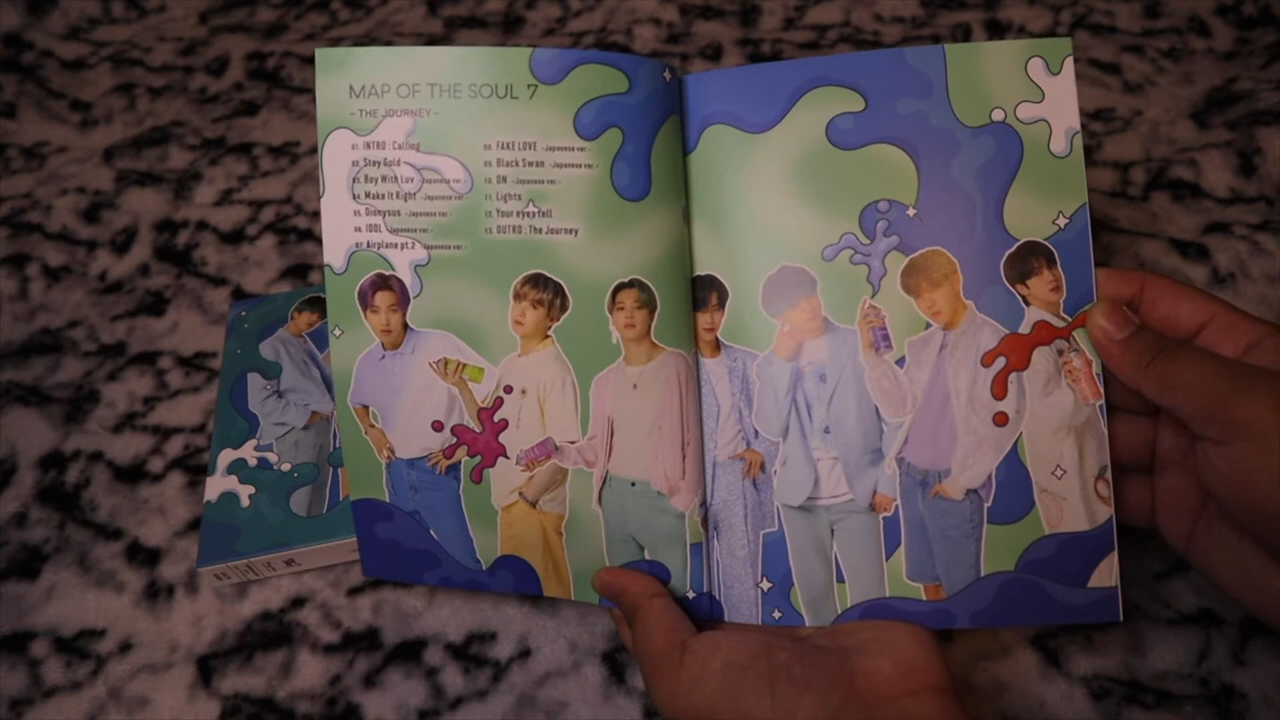 MAP OF THE SOUL 7
- THE JOURNEY -
01. INTRO : Calling
02. Stay Gold
03. Boy With Luv -Japanese ver.-
04. Make It Right -Japanese ver.-
05. Dionysus -Japanese ver.-
06. IDOL -Japanese ver.-
07. Airplane pt.2 -Japanese ver.-
08. FAKE LOVE -Japanese ver.-
09. Black Swan -Japanese ver.-
10. ON -Japanese ver.-
11. Lights
12. Your eyes tell
13. OUTRO : The Journey